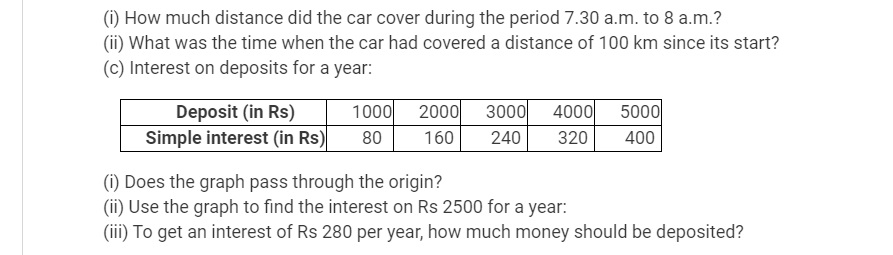 (i) How much distance did the car cover during the period 7.30 a.m. to 8 a.m.?
(ii) What was the time when the car had covered a distance of 100 km since its start?
(c) Interest on deposits for a year:
Deposit (in Rs) 1000 2000 3000 4000 5000
Simple interest (in Rs) 80 160 240 320 400
(i) Does the graph pass through the origin?
(ii) Use the graph to find the interest on Rs 2500 for a year:
(iii) To get an interest of Rs 280 per year, how much money should be deposited?